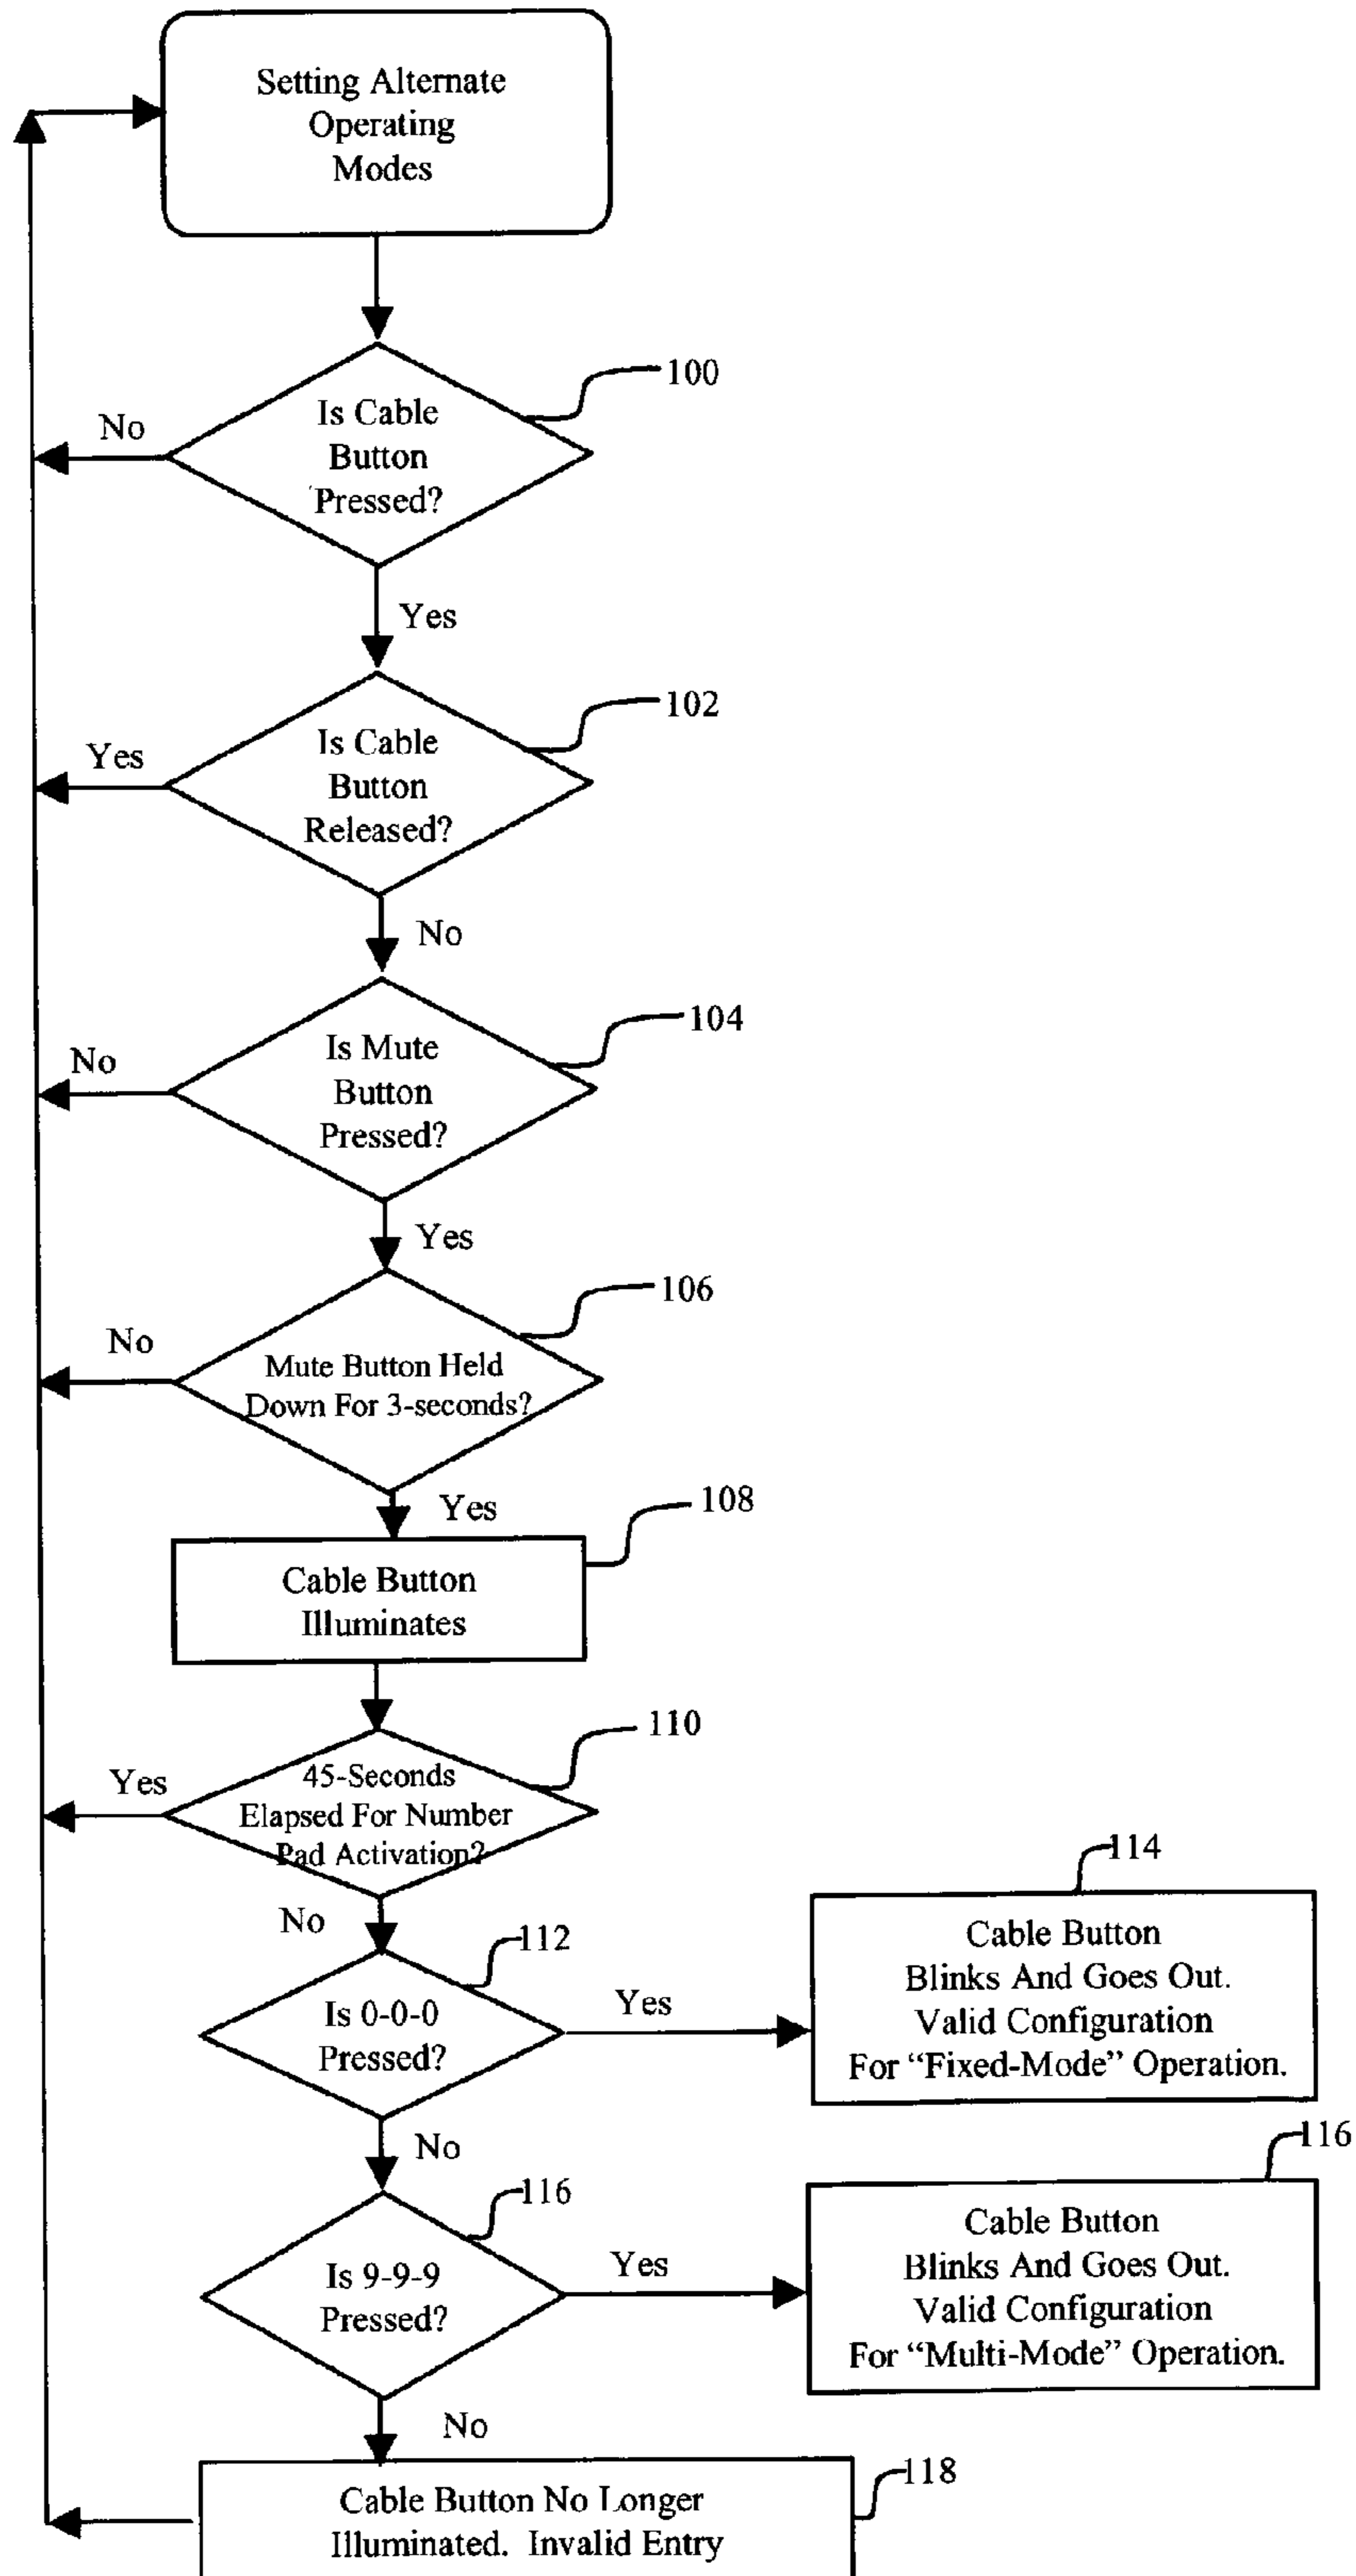 Setting Alternate
Operating
Modes
100
Is Cable
Button
Pressed?
No
Yes
102
Is Cable
Button
Released?
Yes
No
104
Is Mute
Button
Pressed?
No
Yes
106
Mute Button Held
Down For 3-seconds?
No
Yes
108
Cable Button
Illuminates
110
45-Seconds
Elapsed For Number
Pad Activation?
Yes
No
112
Is 0-0-0
Pressed?
Yes
114
Cable Button
Blinks And Goes Out.
Valid Configuration
For “Fixed-Mode” Operation.
No
116
Is 9-9-9
Pressed?
Yes
116
Cable Button
Blinks And Goes Out.
Valid Configuration
For “Multi-Mode” Operation.
No
118
Cable Button No Longer
Illuminated. Invalid Entry